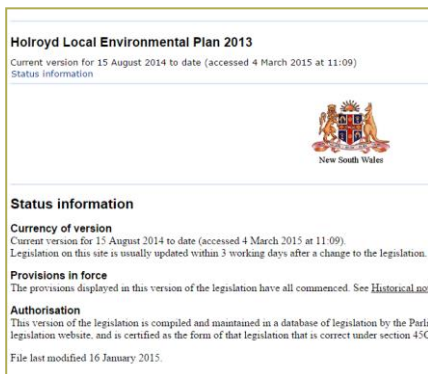 Holroyd Local Environmental Plan 2013
Current version for 15 August 2014 to date (accessed 4 March 2015 at 11:09)
Status information
New South Wales
Status information
Currency of version
Current version for 15 August 2014 to date (accessed 4 March 2015 at 11:09).
Legislation on this site is usually updated within 3 working days after a change to the legislation.
Provisions in force
The provisions displayed in this version of the legislation have all commenced. See Historical not
Authorisation
This version of the legislation is compiled and maintained in a database of legislation by the Parli
legislation website, and is certified as the form of that legislation that is correct under section 45C
File last modified 16 January 2015.